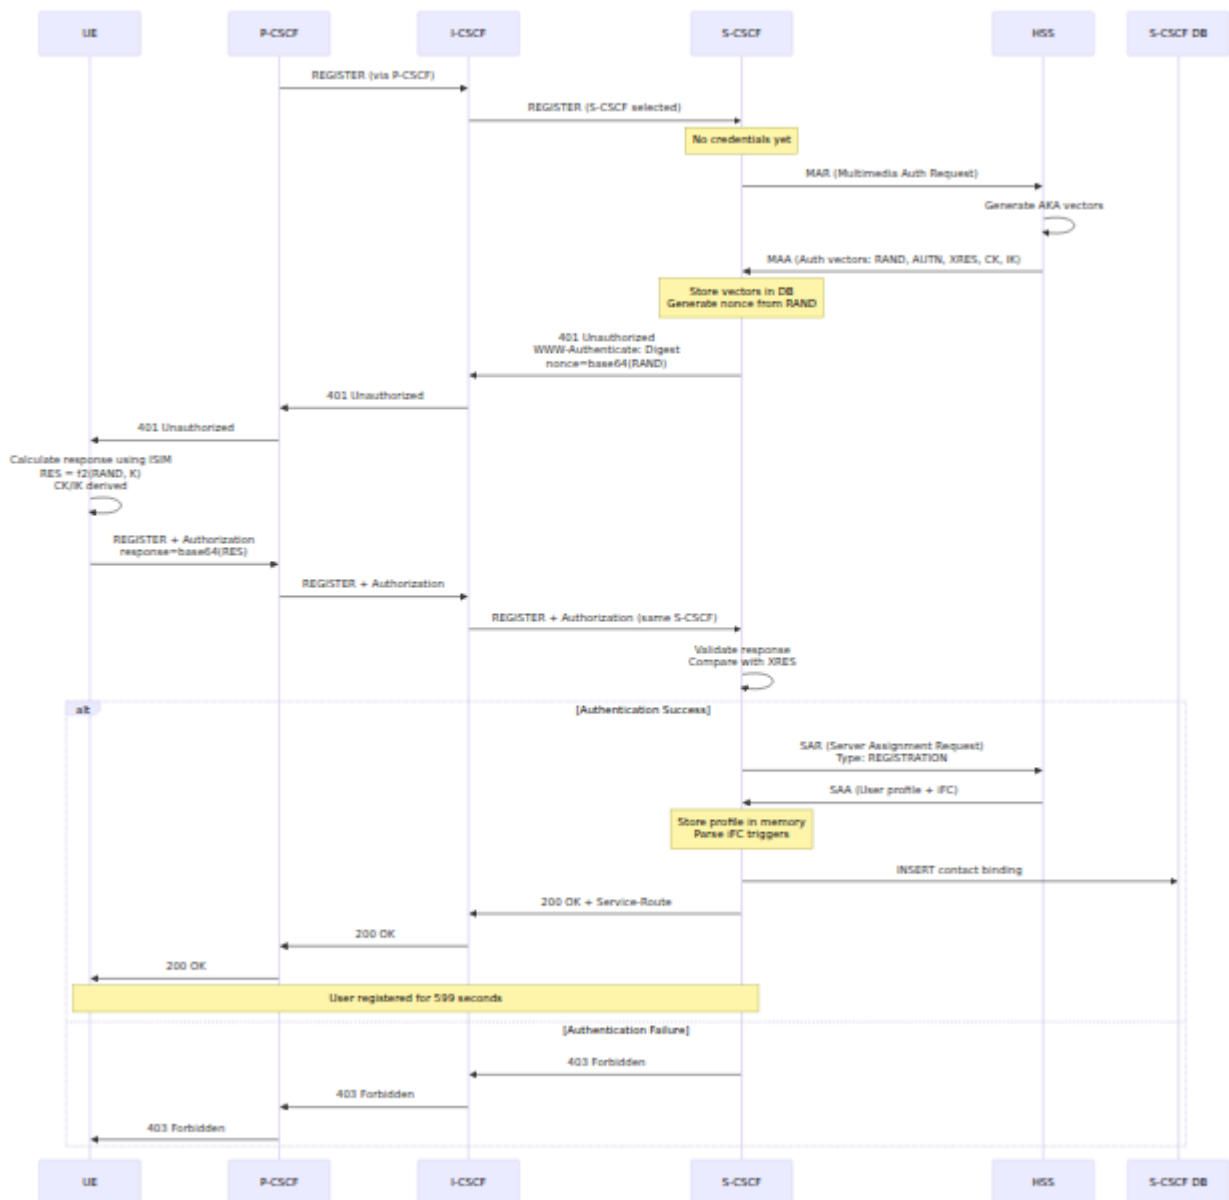 UE
P-CSCF
I-CSCF
S-CSCF
HSS
S-CSCF DB
REGISTER (via P-CSCF)
REGISTER (S-CSCF selected)
No credentials yet
MAR (Multimedia Auth Request)
Generate AKA vectors
MAA (Auth vectors: RAND, AUTN, XRES, CK, IK)
Store vectors in DB
Generate nonce from RAND
401 Unauthorized
WWW-Authenticate: Digest
nonce=base64(RAND)
401 Unauthorized
401 Unauthorized
Calculate response using ISIM
RES = f2(RAND, K)
CK/IK derived
REGISTER + Authorization
response=base64(RES)
REGISTER + Authorization
REGISTER + Authorization (same S-CSCF)
Validate response
Compare with XRES
alt
[Authentication Success]
SAR (Server Assignment Request)
Type: REGISTRATION
SAA (User profile + iFC)
Store profile in memory
Parse iFC triggers
INSERT contact binding
200 OK + Service-Route
200 OK
200 OK
User registered for 599 seconds
[Authentication Failure]
403 Forbidden
403 Forbidden
403 Forbidden
UE
P-CSCF
I-CSCF
S-CSCF
HSS
S-CSCF DB